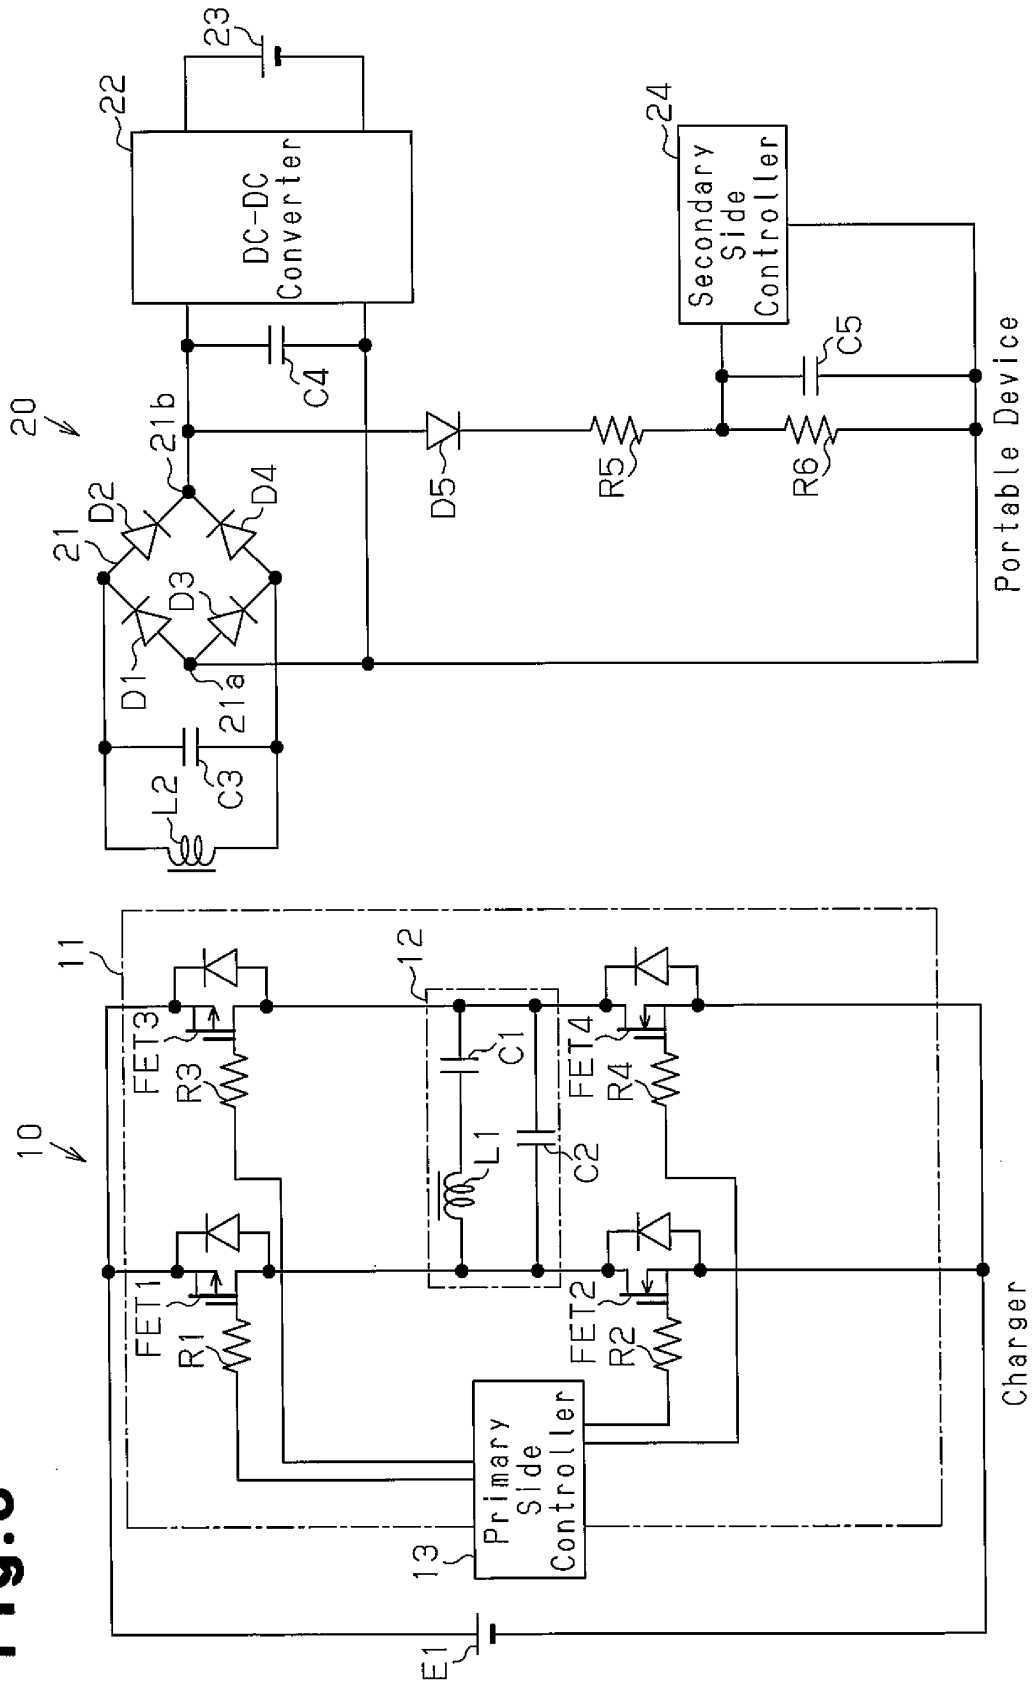 Fig.
10
20
23
11
21
22
D2
D1
21b
L2
D3
FET1
FET3
R1
R3
C3
21a
D4
C4
DC-DC
Converter
12
E1
13
Primary
Side
Controller
L1
C1
C2
D5
FET2
FET4
R2
R4
R5
24
Secondary
Side
Controller
R6
C5
Charger
Portable Device